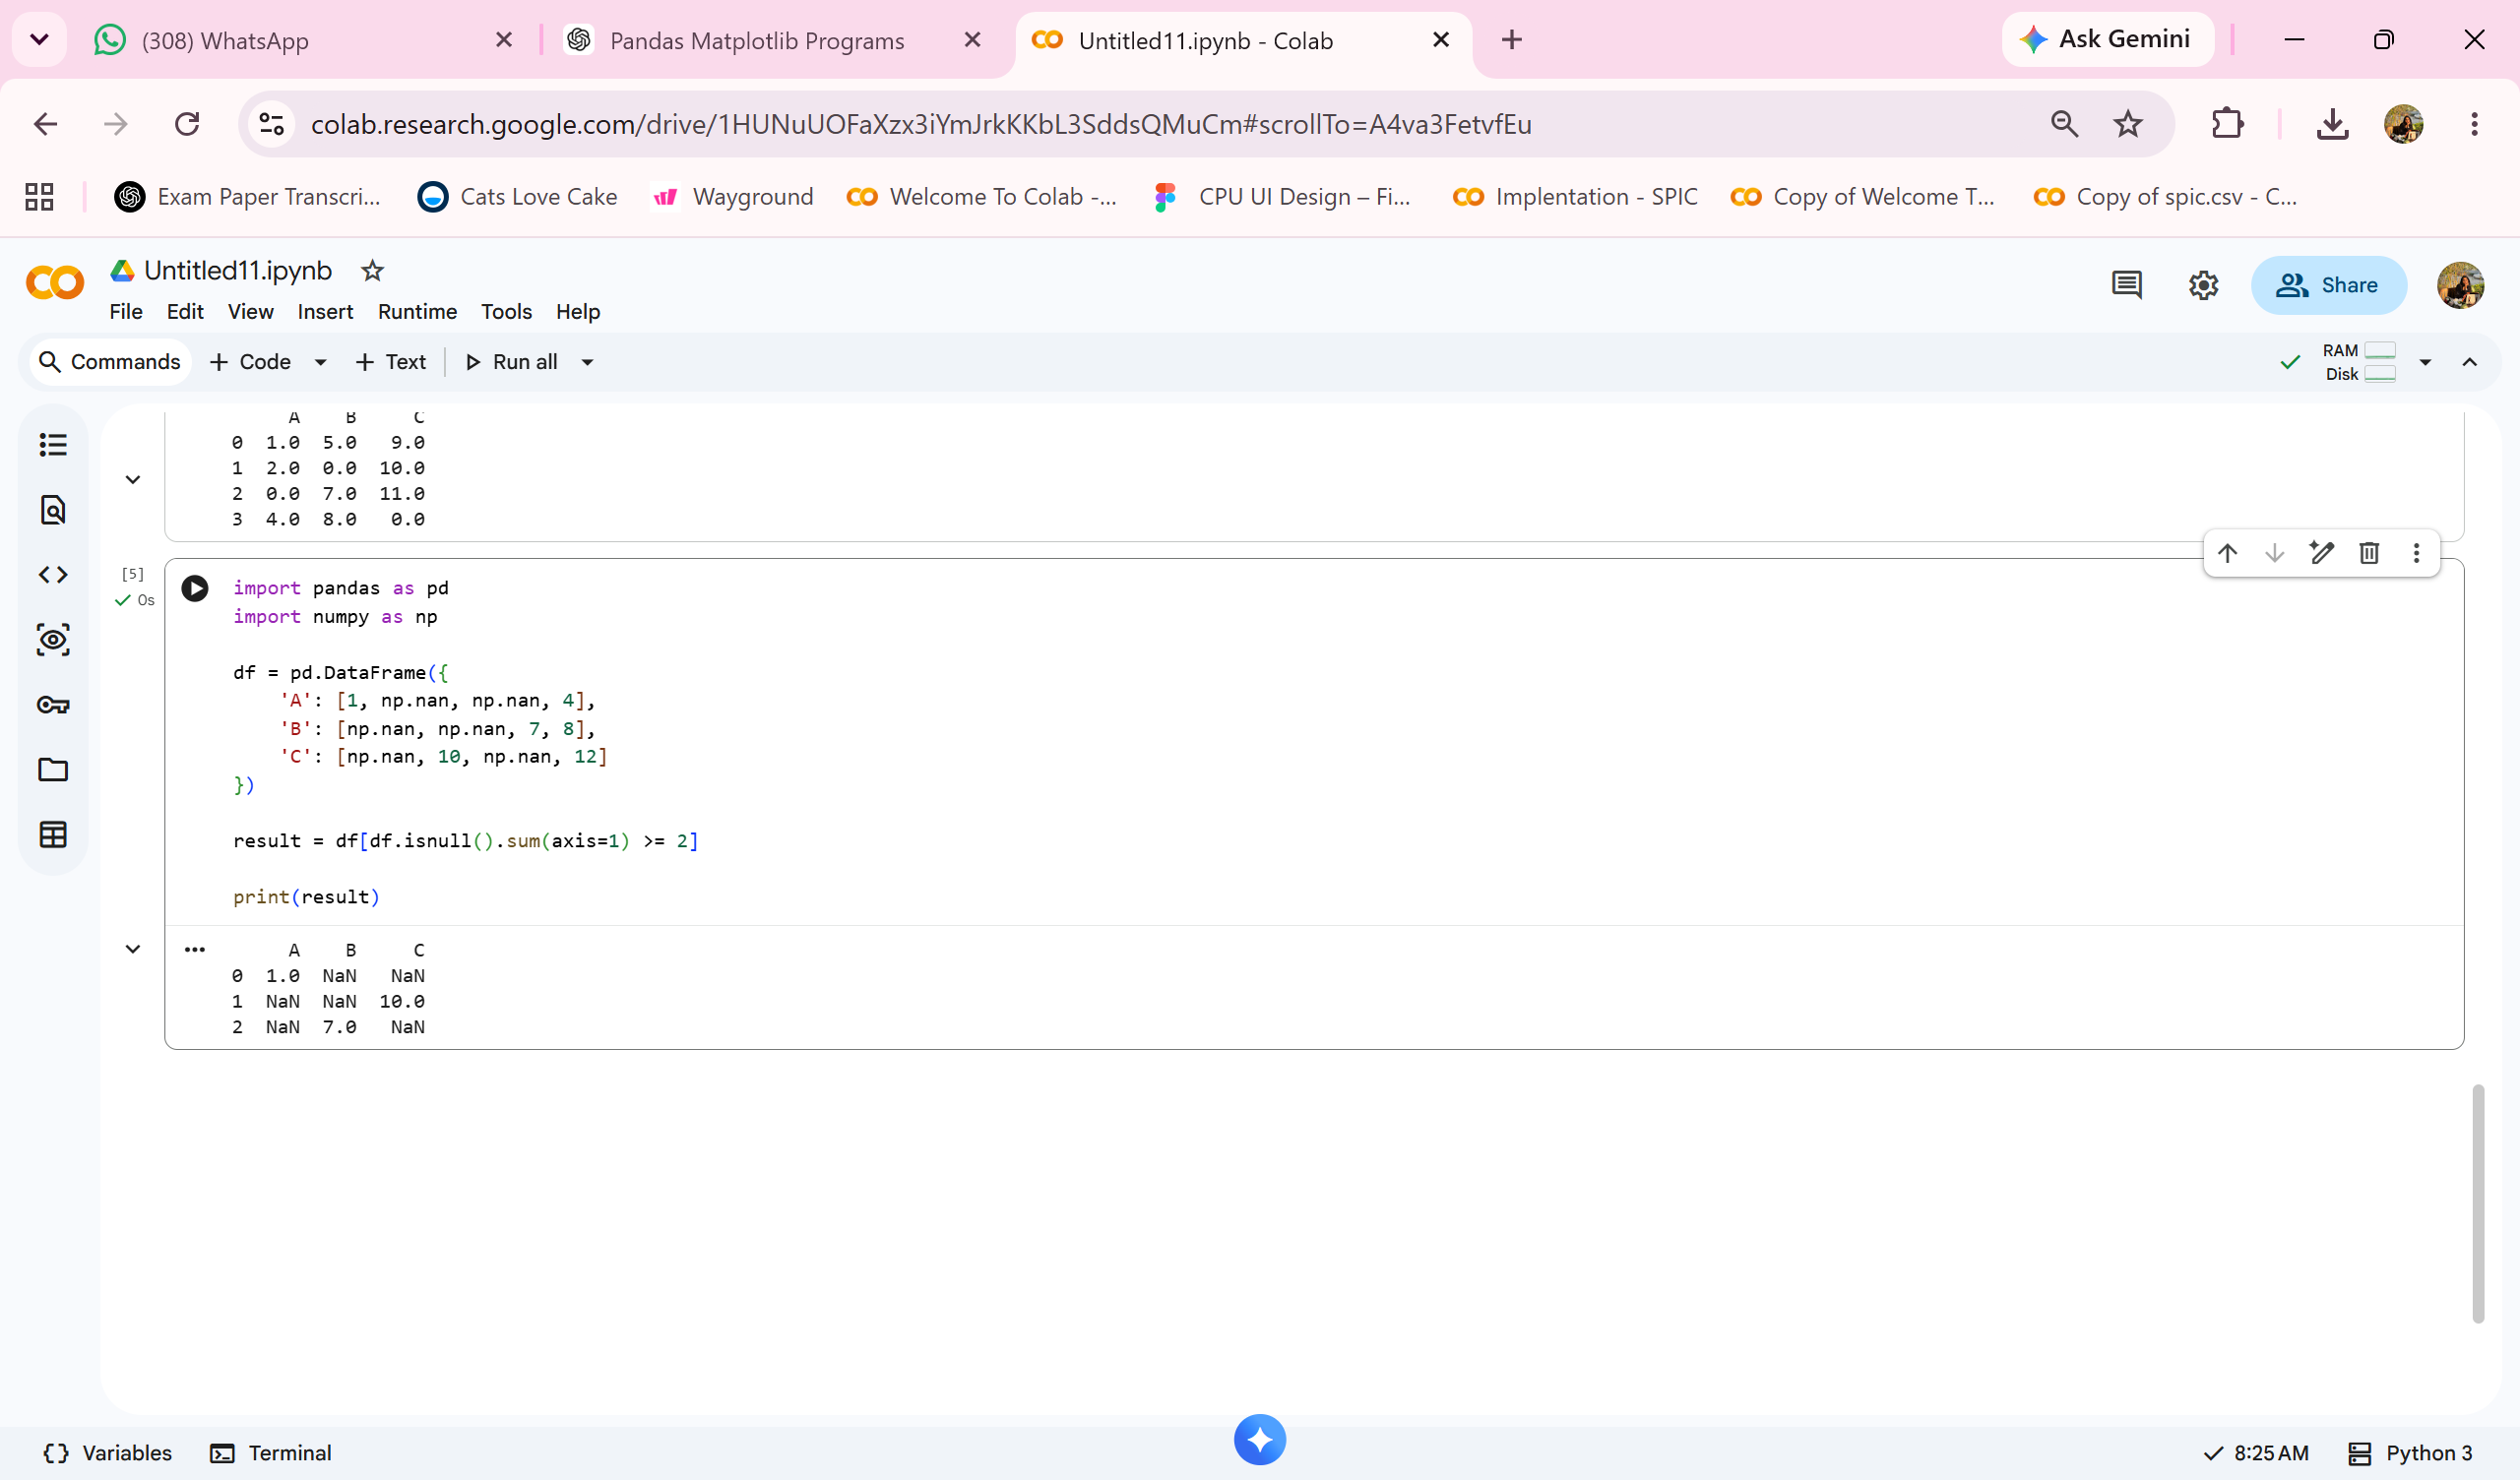 (308) WhatsApp
Pandas Matplotlib Programs
Untitled11.ipynb - Colab
Ask Gemini
colab.research.google.com/drive/1HUNuUOFaXzx3iYmJrkKKbL3SddsQMuCm#scrollTo=A4va3FetvfEu
Exam Paper Transcri...
Cats Love Cake
Wayground
Welcome To Colab -...
CPU UI Design – Fi...
Implentation - SPIC
Copy of Welcome T...
Copy of spic.csv - C...
Untitled11.ipynb
File Edit View Insert Runtime Tools Help
Share
Commands + Code + Text Run all
RAM
Disk
A B C
0 1.0 5.0 9.0
1 2.0 0.0 10.0
2 0.0 7.0 11.0
3 4.0 8.0 0.0
[5]
0s
import pandas as pd
import numpy as np
df = pd.DataFrame({
    'A': [1, np.nan, np.nan, 4],
    'B': [np.nan, np.nan, 7, 8],
    'C': [np.nan, 10, np.nan, 12]
})
result = df[df.isnull().sum(axis=1) >= 2]
print(result)
A B C
0 1.0 NaN NaN
1 NaN NaN 10.0
2 NaN 7.0 NaN
Variables
Terminal
8:25 AM
Python 3